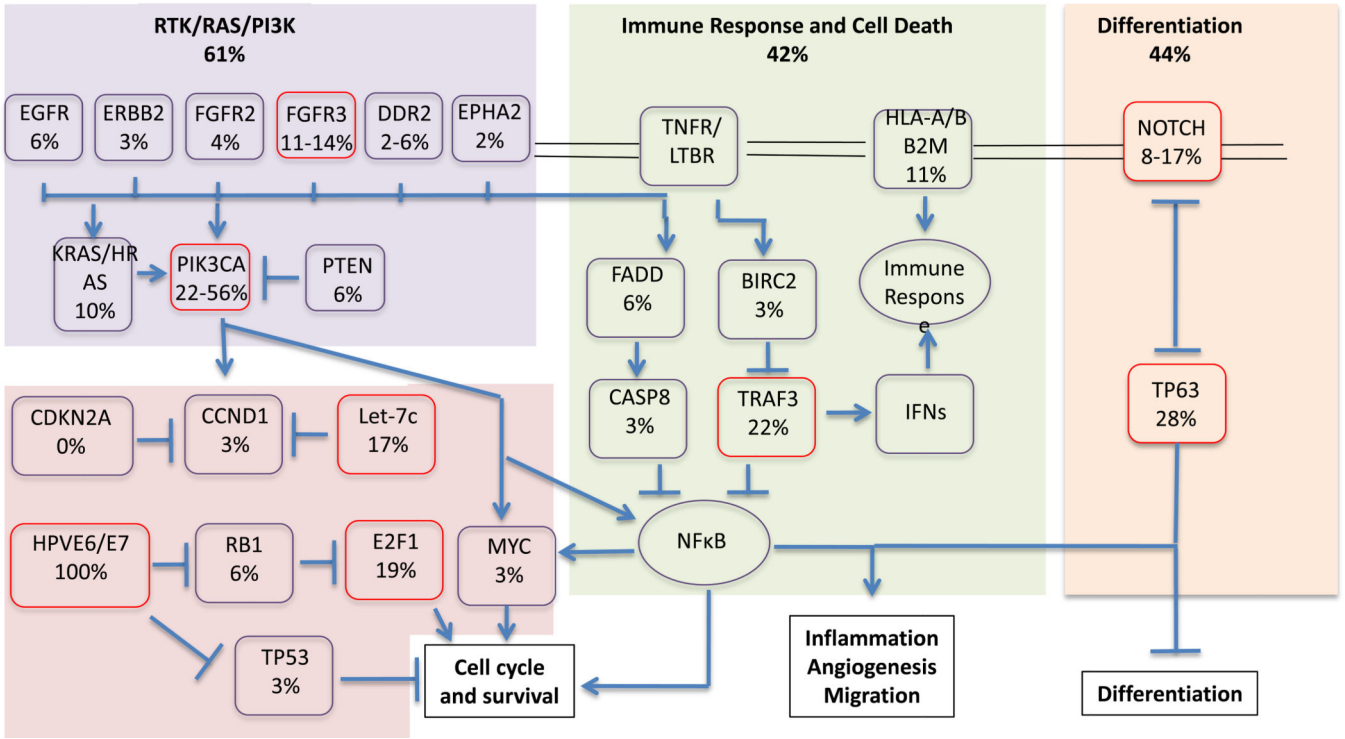 RTK/RAS/PI3K
61%
Immune Response and Cell Death
42%
Differentiation
44%
EGFR
6%
ERBB2
3%
FGFR2
4%
FGFR3
11-14%
DDR2
2-6%
EPHA2
2%
TNFR/
LTBR
HLA-A/B
B2M
11%
NOTCH
8-17%
KRAS/HR
AS
10%
PIK3CA
22-56%
PTEN
6%
FADD
6%
BIRC2
3%
Immune
Respons
e
CDKN2A
0%
CCND1
3%
Let-7c
17%
CASP8
3%
TRAF3
22%
IFNs
TP63
28%
HPVE6/E7
100%
RB1
6%
E2F1
19%
MYC
3%
NFκB
TP53
3%
Cell cycle
and survival
Inflammation
Angiogenesis
Migration
Differentiation